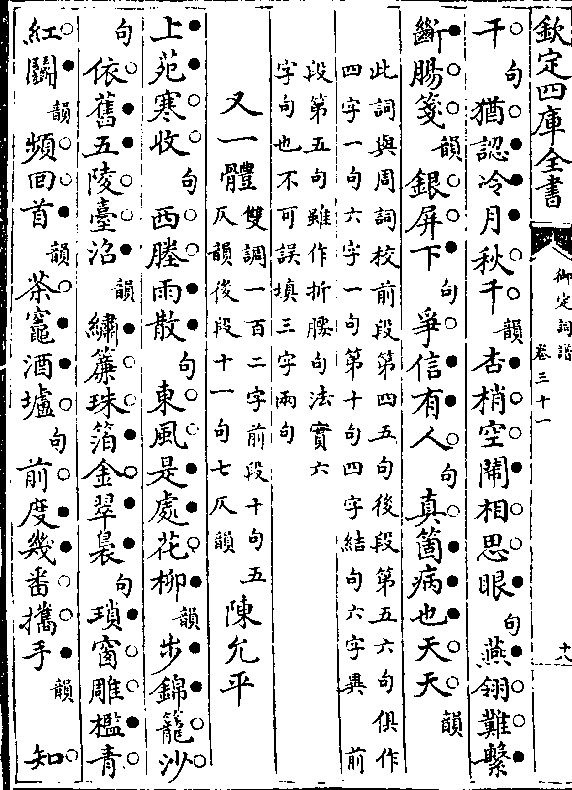 欽定四庫全書
御定詞譜
卷三十一
十八
干句猶認冷月秋千韻杏梢空鬧相思眼句燕翎難繫
斷腸箋韻銀屏下句爭信有人句真箇病也天天韻
此詞與周詞校前段第四五句後段第五六句俱作
四字一句六字一句第十句四字結句六字異前
段第五句雖作折腰句法實六
字句也不可誤填三字兩句
又一體
雙調一百二字前段十句五
仄韻後段十一句七仄韻
陳允平
上苑寒收句西塍雨散句東風是處花柳韻步錦籠沙
句依舊五陵臺沼韻繡簾珠箔金翠裊句瑣窗雕檻青
紅鬭韻頻回首韻茶竈酒壚句前度幾番攜手韻知